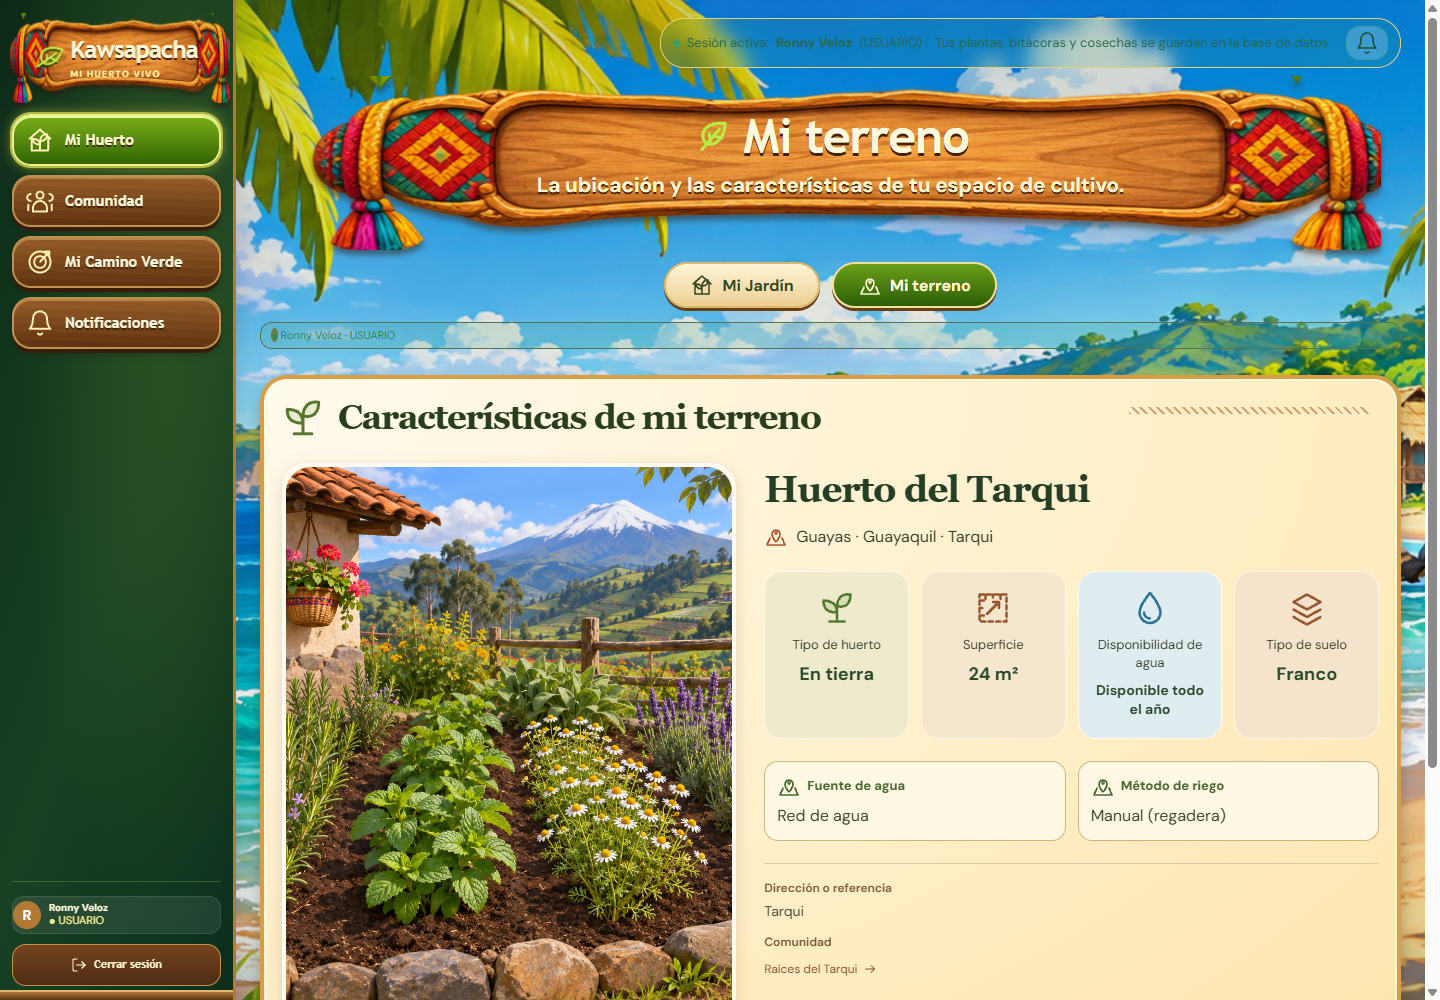 Kawsapacha
MI HUERTO VIVO
Mi Huerto
Comunidad
Mi Camino Verde
Notificaciones
R
Ronny Veloz
● USUARIO
Cerrar sesión
Sesión activa: Ronny Veloz (USUARIO) · Tus plantas, bitácoras y cosechas se guardan en la base de datos.
Mi terreno
La ubicación y las características de tu espacio de cultivo.
Mi Jardín
Mi terreno
Ronny Veloz · USUARIO
Características de mi terreno
Huerto del Tarqui
Guayas · Guayaquil · Tarqui
Tipo de huerto
En tierra
Superficie
24 m²
Disponibilidad de
agua
Disponible todo
el año
Tipo de suelo
Franco
Fuente de agua
Red de agua
Método de riego
Manual (regadera)
Dirección o referencia
Tarqui
Comunidad
Raíces del Tarqui →